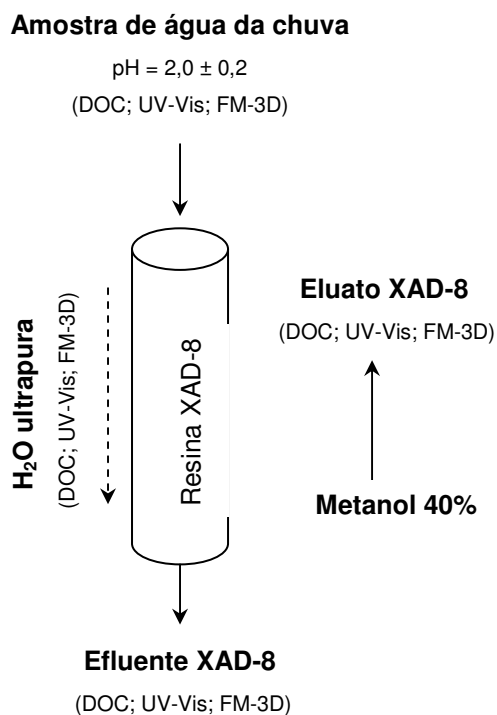 Amostra de água da chuva
pH = 2,0 ± 0,2
(DOC; UV-Vis; FM-3D)
H₂O ultrapura
(DOC; UV-Vis; FM-3D)
Resina XAD-8
Eluato XAD-8
(DOC; UV-Vis; FM-3D)
Metanol 40%
Efluente XAD-8
(DOC; UV-Vis; FM-3D)